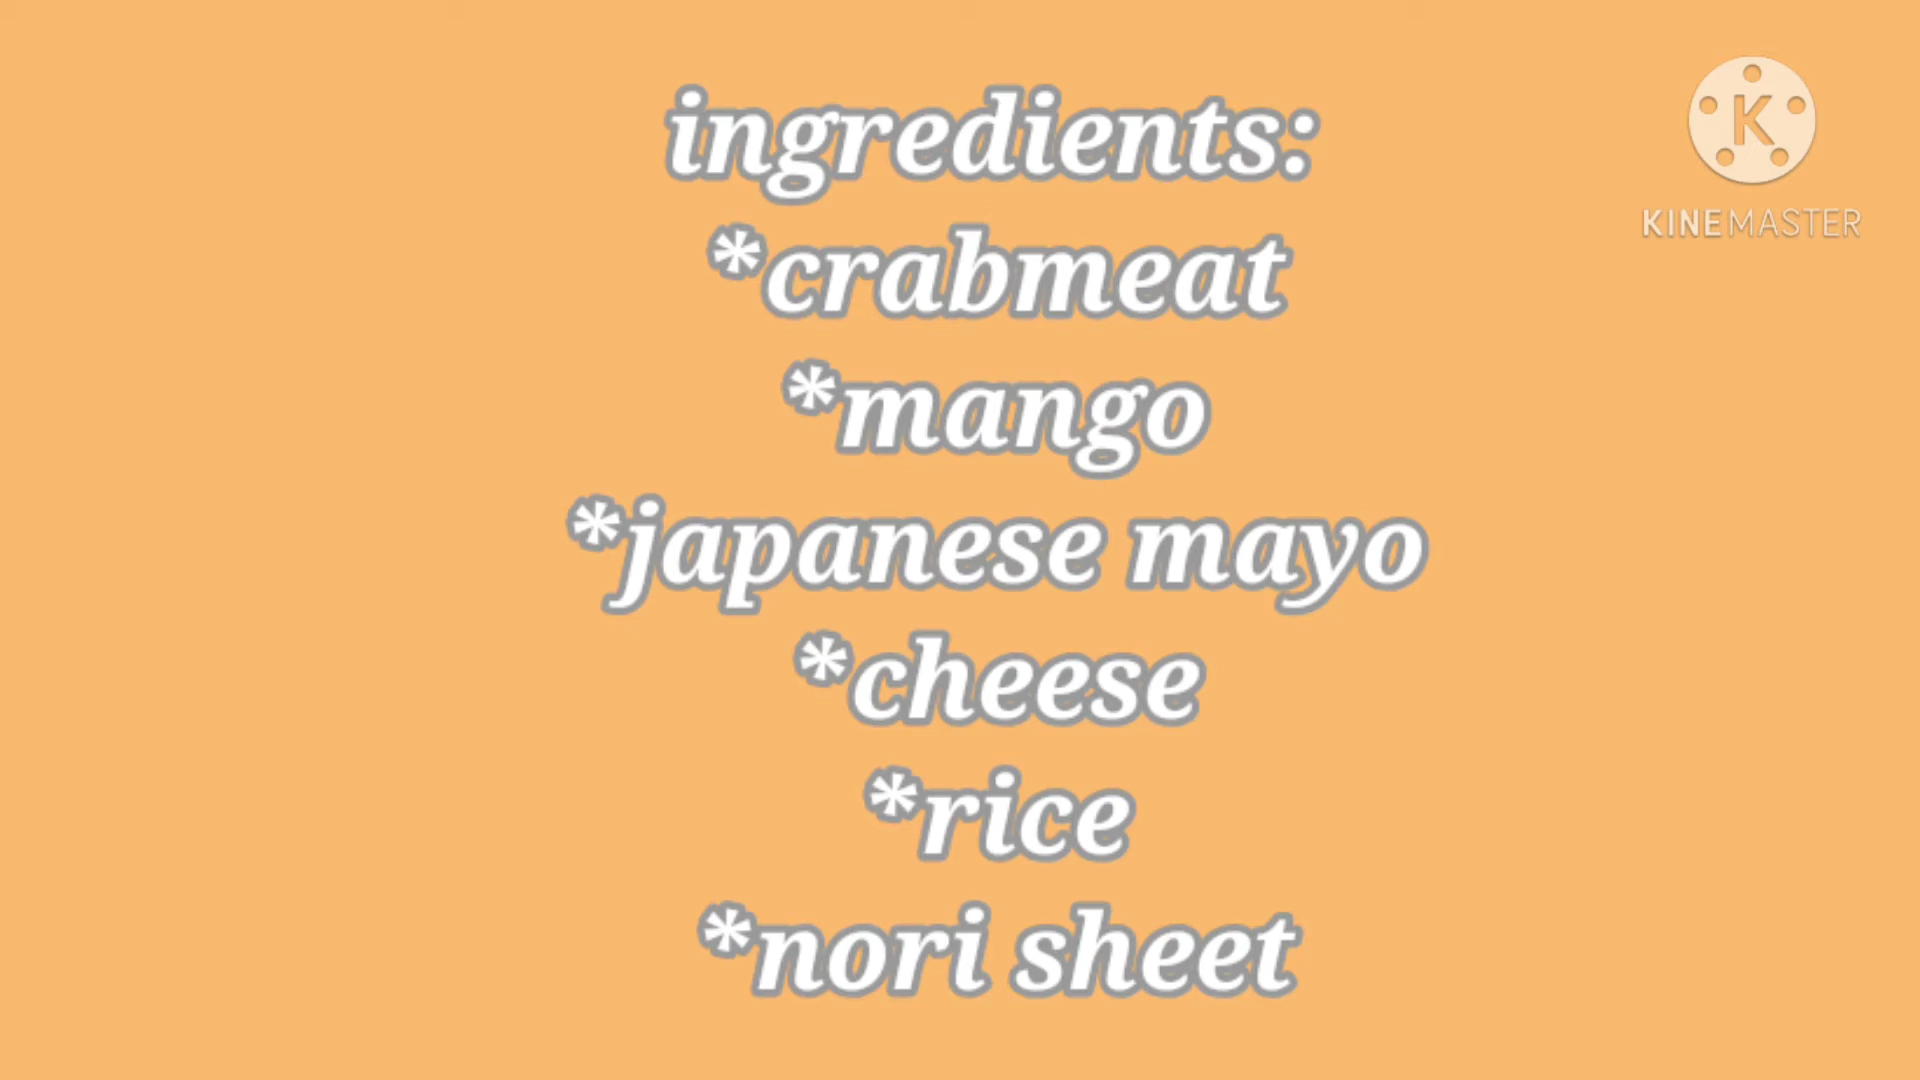 ingredients:
*crabmeat
*mango
*japanese mayo
*cheese
*rice
*nori sheet
K
KINEMASTER